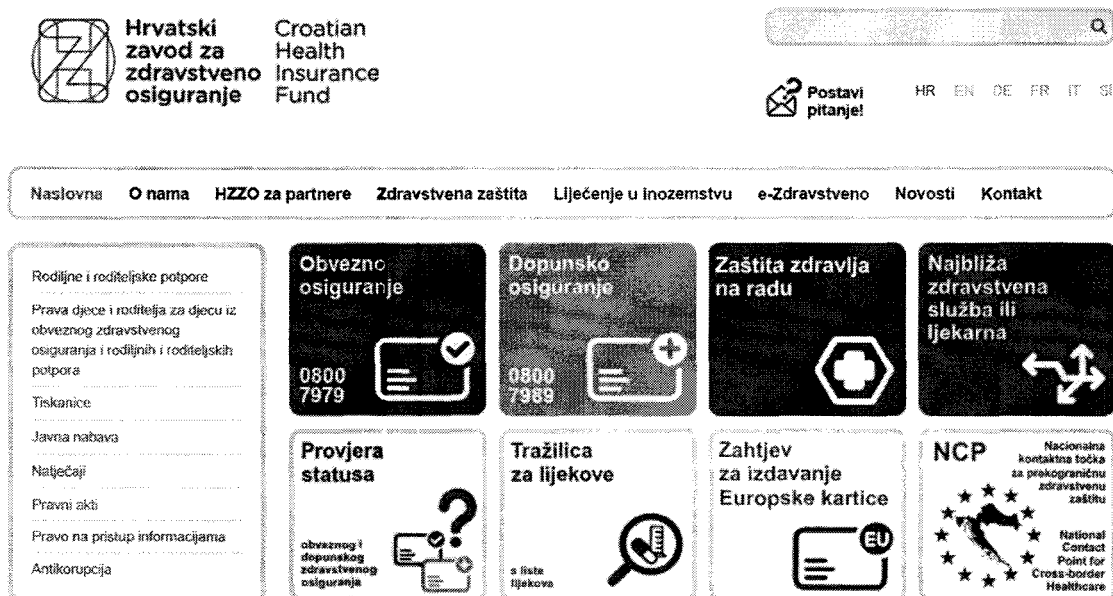 Hrvatski
zavod za
zdravstveno
osiguranje
Croatian
Health
Insurance
Fund
Postavi
pitanje!
HR EN DE FR IT SI
Naslovna O nama HZZO za partnere Zdravstvena zaštita Liječenje u inozemstvu e-Zdravstveno Novosti Kontakt
Rodiljne i roditeljske potpore
Prava djece i roditelja za djecu iz
obveznog zdravstvenog
osiguranja i rodiljnih i roditeljskih
potpora
Tiskanice
Javna nabava
Natječaji
Pravni akti
Pravo na pristup informacijama
Antikorupcija
Obvezno
osiguranje
0800
7979
Dopunsko
osiguranje
0800
7989
Zaštita zdravlja
na radu
Najbliža
zdravstvena
služba ili
ljekarna
Provjera
statusa
obveznog i
dopunskog
zdravstvenog
osiguranja
Tražilica
za lijekove
s liste
lijekova
Zahtjev
za izdavanje
Europske kartice
EU
NCP
Nacionalna
kontaktna točka
za prekograničnu
zdravstvenu
zaštitu
National
Contact
Point for
Cross-border
Healthcare